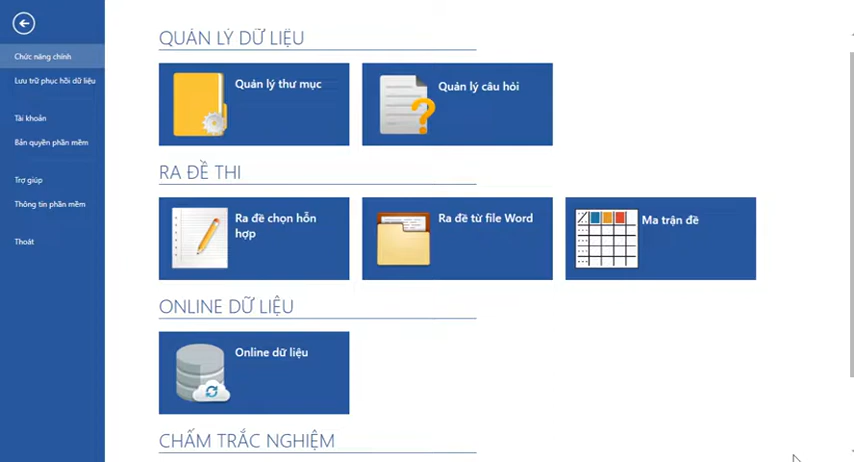 Chức năng chính
Lưu trữ phục hồi dữ liệu
Tài khoản
Bản quyền phần mềm
Trợ giúp
Thông tin phần mềm
Thoát
QUẢN LÝ DỮ LIỆU
Quản lý thư mục
Quản lý câu hỏi
RA ĐỀ THI
Ra đề chọn hỗn
hợp
Ra đề từ file Word
Ma trận đề
ONLINE DỮ LIỆU
Online dữ liệu
CHẤM TRẮC NGHIỆM